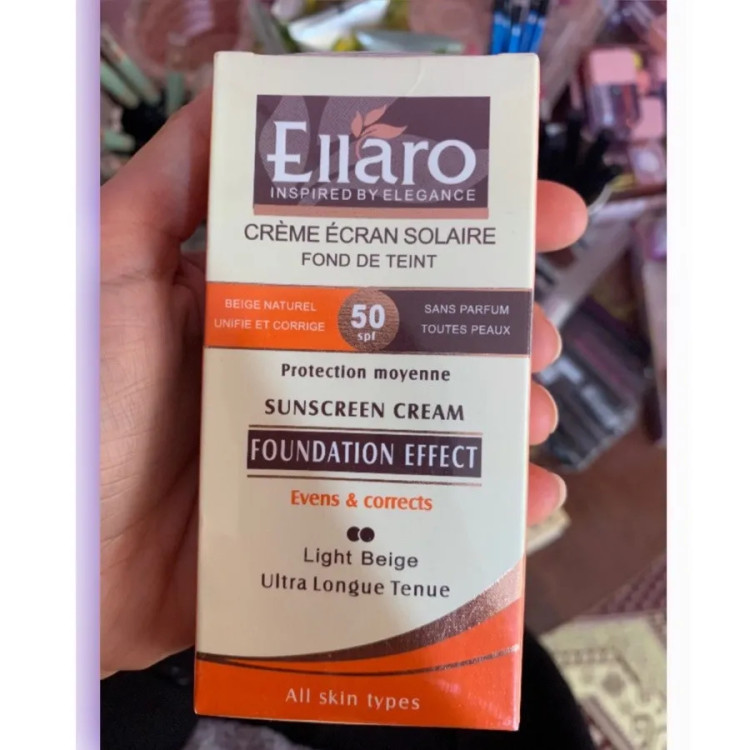 Ellaro
INSPIRED BY ELEGANCE
CRÈME ÉCRAN SOLAIRE
FOND DE TEINT
BEIGE NATUREL
UNIFIE ET CORRIGE
50
spf
SANS PARFUM
TOUTES PEAUX
Protection moyenne
SUNSCREEN CREAM
FOUNDATION EFFECT
Evens & corrects
Light Beige
Ultra Longue Tenue
All skin types